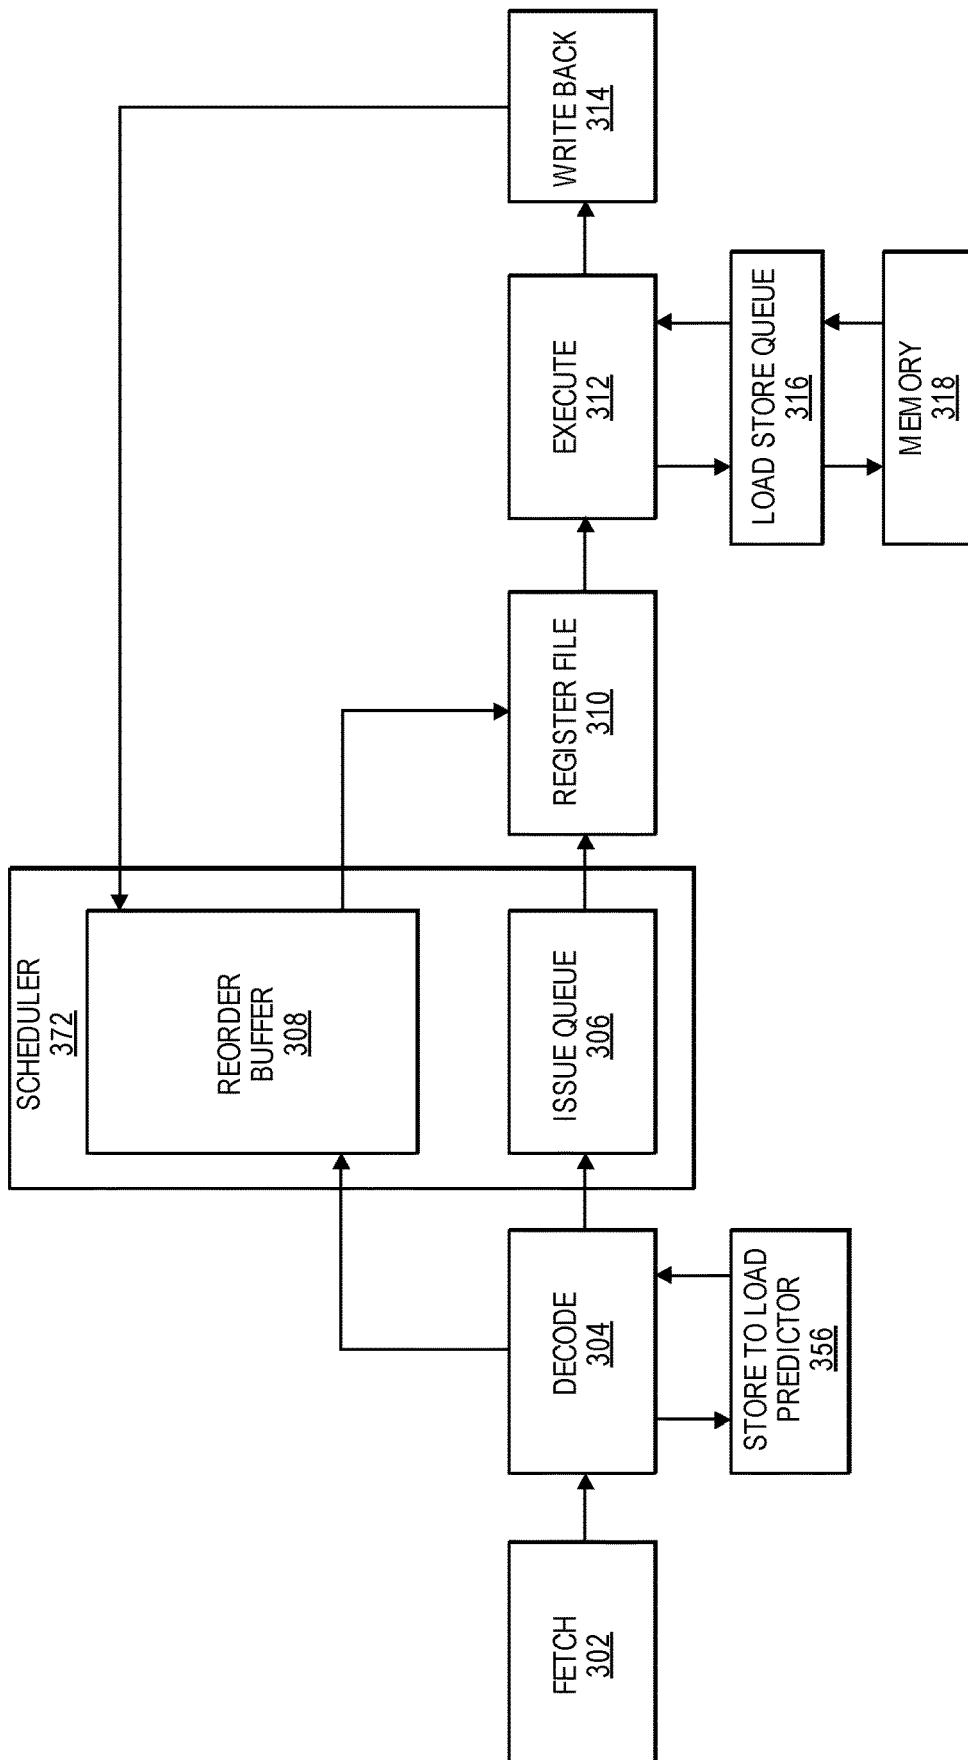 SCHEDULER
372
REORDER
BUFFER
308
FETCH
302
DECODE
304
ISSUE QUEUE
306
REGISTER FILE
310
EXECUTE
312
WRITE BACK
314
STORE TO LOAD
PREDICTOR
356
LOAD STORE QUEUE
316
MEMORY
318